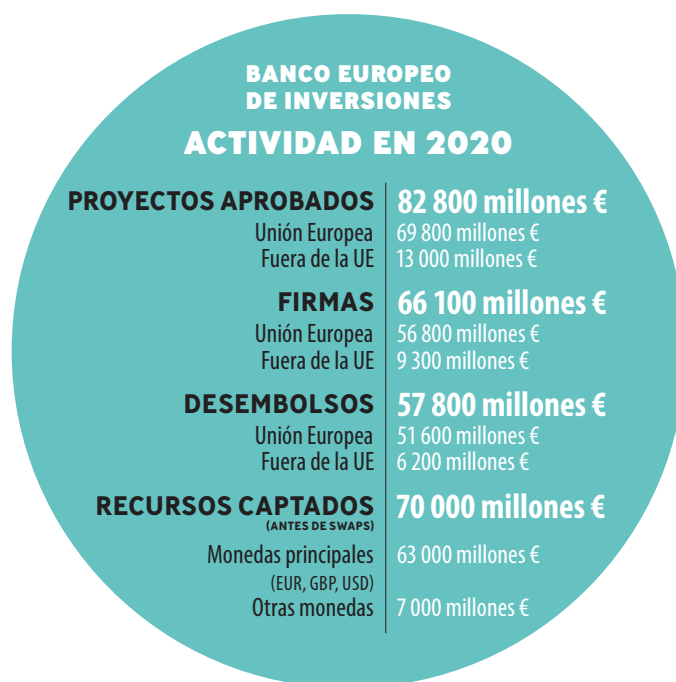 BANCO EUROPEO
DE INVERSIONES
ACTIVIDAD EN 2020
PROYECTOS APROBADOS 82 800 millones €
Unión Europea 69 800 millones €
Fuera de la UE 13 000 millones €
FIRMAS 66 100 millones €
Unión Europea 56 800 millones €
Fuera de la UE 9 300 millones €
DESEMBOLSOS 57 800 millones €
Unión Europea 51 600 millones €
Fuera de la UE 6 200 millones €
RECURSOS CAPTADOS 70 000 millones €
(ANTES DE SWAPS)
Monedas principales 63 000 millones €
(EUR, GBP, USD)
Otras monedas 7 000 millones €